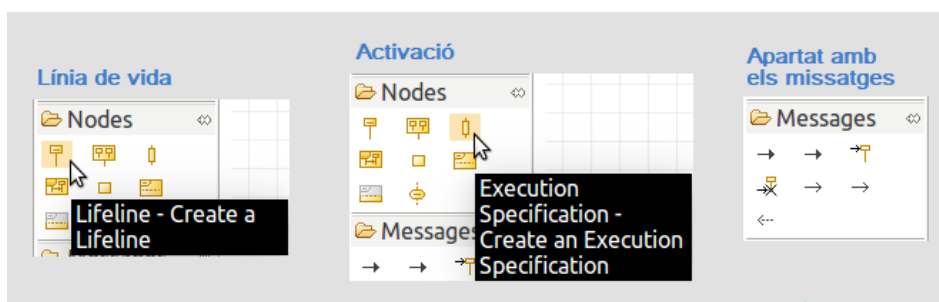 Línia de vida
Nodes
Lifeline - Create a
Lifeline
Activació
Nodes
Execution
Specification -
Create an Execution
Specification
Messages
Apartat amb
els missatges
Messages